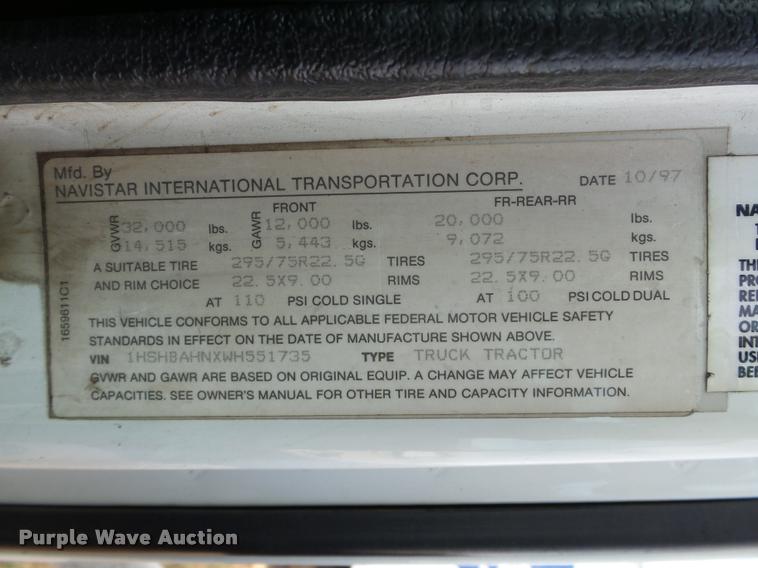 Mfd. By
NAVISTAR INTERNATIONAL TRANSPORTATION CORP. DATE 10/97
FRONT FR-REAR-RR
GVWR 32,000 lbs. GAWR 12,000 lbs. 20,000 lbs.
14,515 kgs. 5,443 kgs. 9,072 kgs.
A SUITABLE TIRE 295/75R22.5G TIRES 295/75R22.5G TIRES
AND RIM CHOICE 22.5X9.00 RIMS 22.5X9.00 RIMS
AT 110 PSI COLD SINGLE AT 100 PSI COLD DUAL
THIS VEHICLE CONFORMS TO ALL APPLICABLE FEDERAL MOTOR VEHICLE SAFETY
STANDARDS IN EFFECT ON THE DATE OF MANUFACTURE SHOWN ABOVE.
VIN 1HSHBAHNXWH551735 TYPE TRUCK TRACTOR
GVWR AND GAWR ARE BASED ON ORIGINAL EQUIP. A CHANGE MAY AFFECT VEHICLE
CAPACITIES. SEE OWNER'S MANUAL FOR OTHER TIRE AND CAPACITY INFORMATION.
1659611C1
Purple Wave Auction